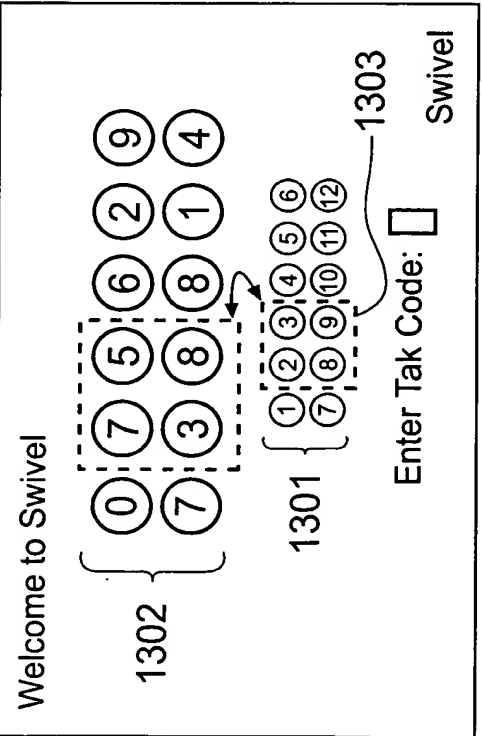 Welcome to Swivel
1302
0 7 5 6 2 9
7 3 8 8 1 4
1301
1 2 3 4 5 6
7 8 9 10 11 12
1303
Enter Tak Code:
Swivel